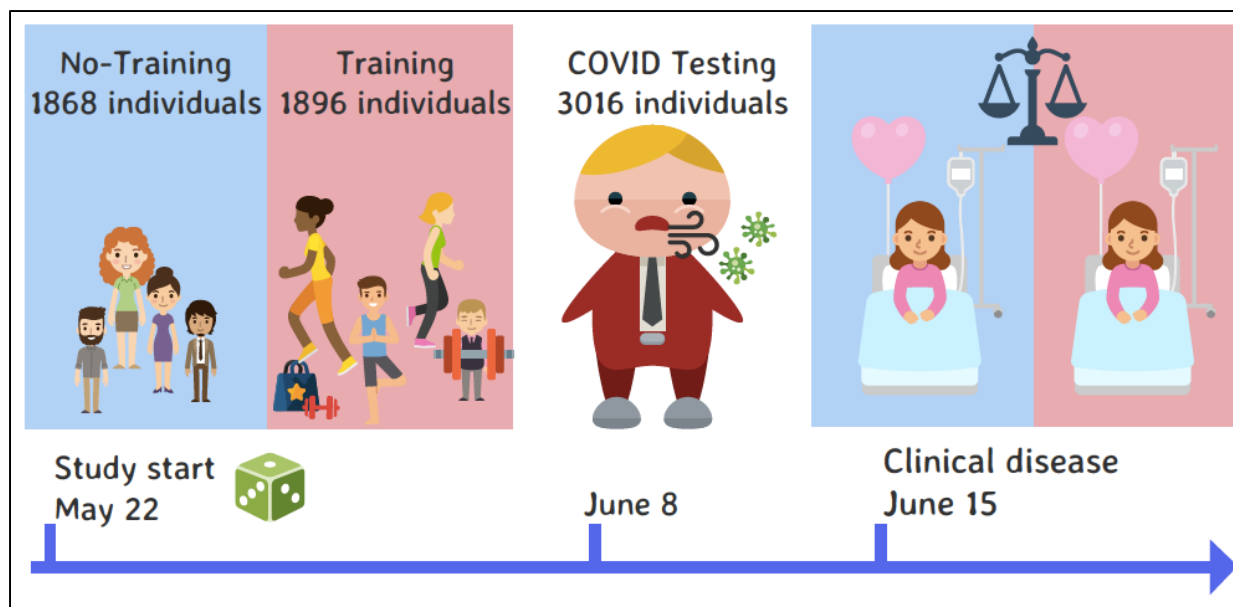 No-Training
1868 individuals
Training
1896 individuals
COVID Testing
3016 individuals
Study start
May 22
June 8
Clinical disease
June 15